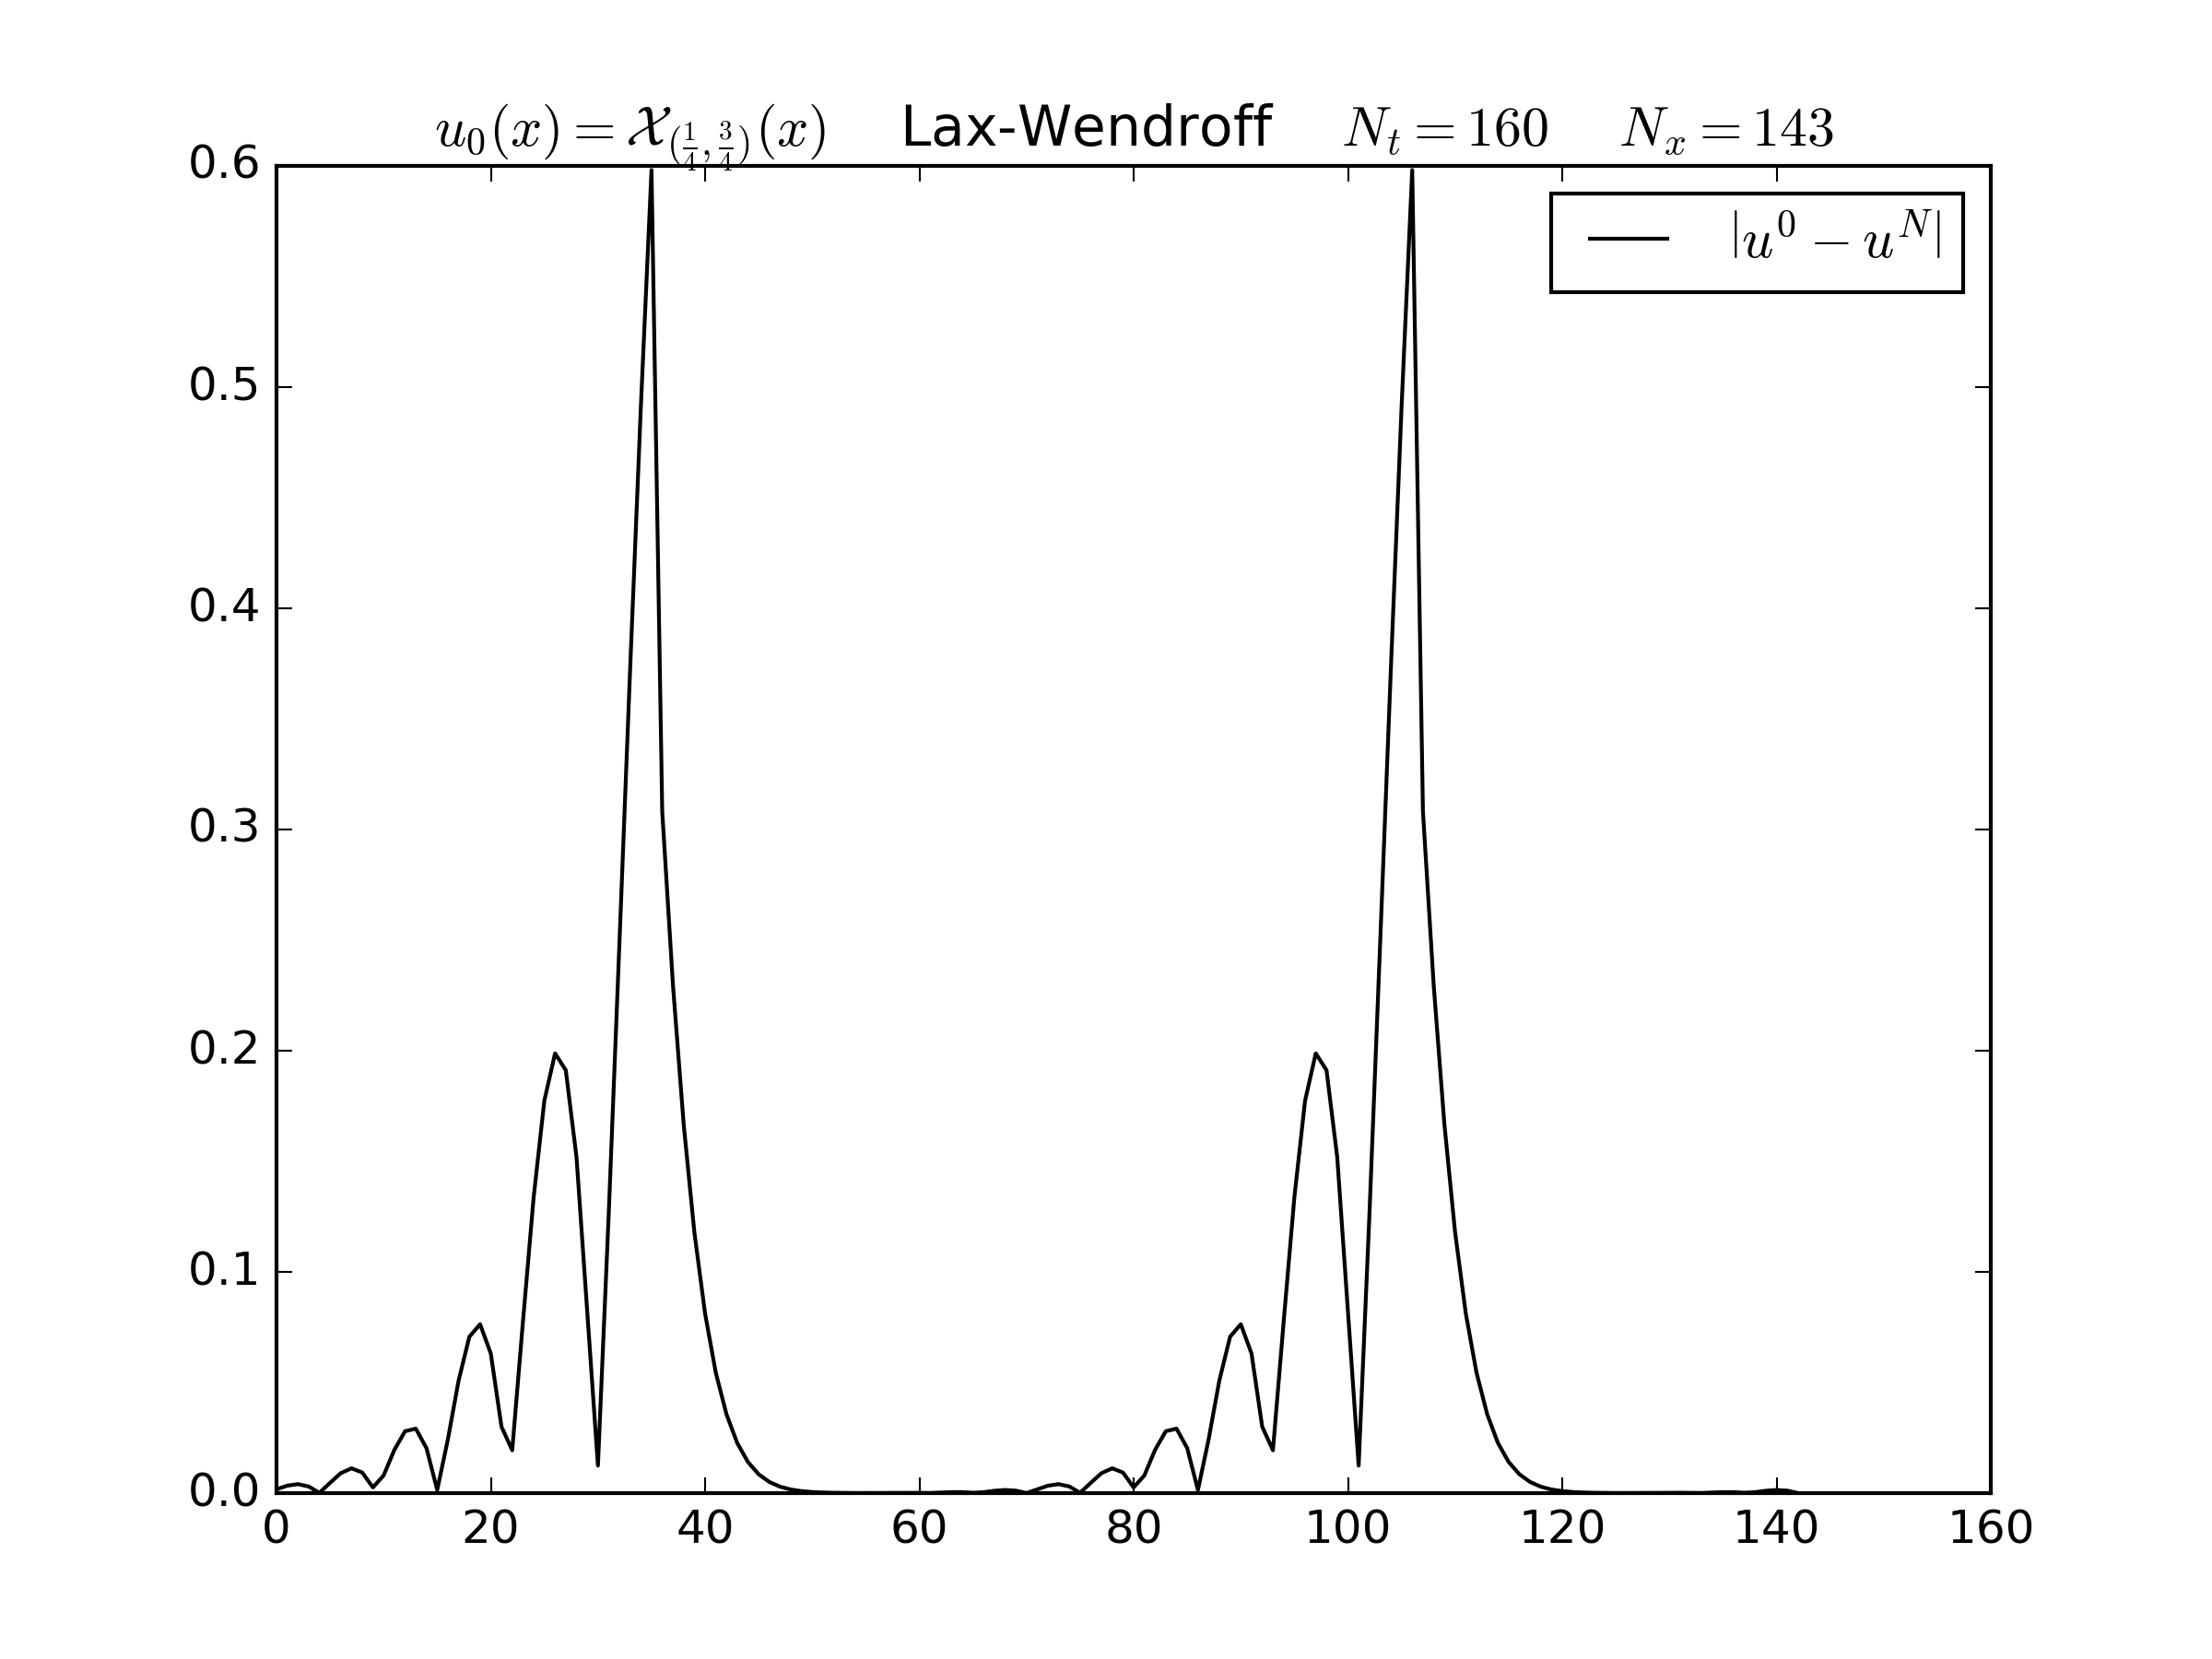 u_0(x) = 𝒳_{(1/4, 3/4)}(x) Lax-Wendroff N_t = 160 N_x = 143
|u^0 − u^N|
0.6
0.5
0.4
0.3
0.2
0.1
0.0
0 20 40 60 80 100 120 140 160